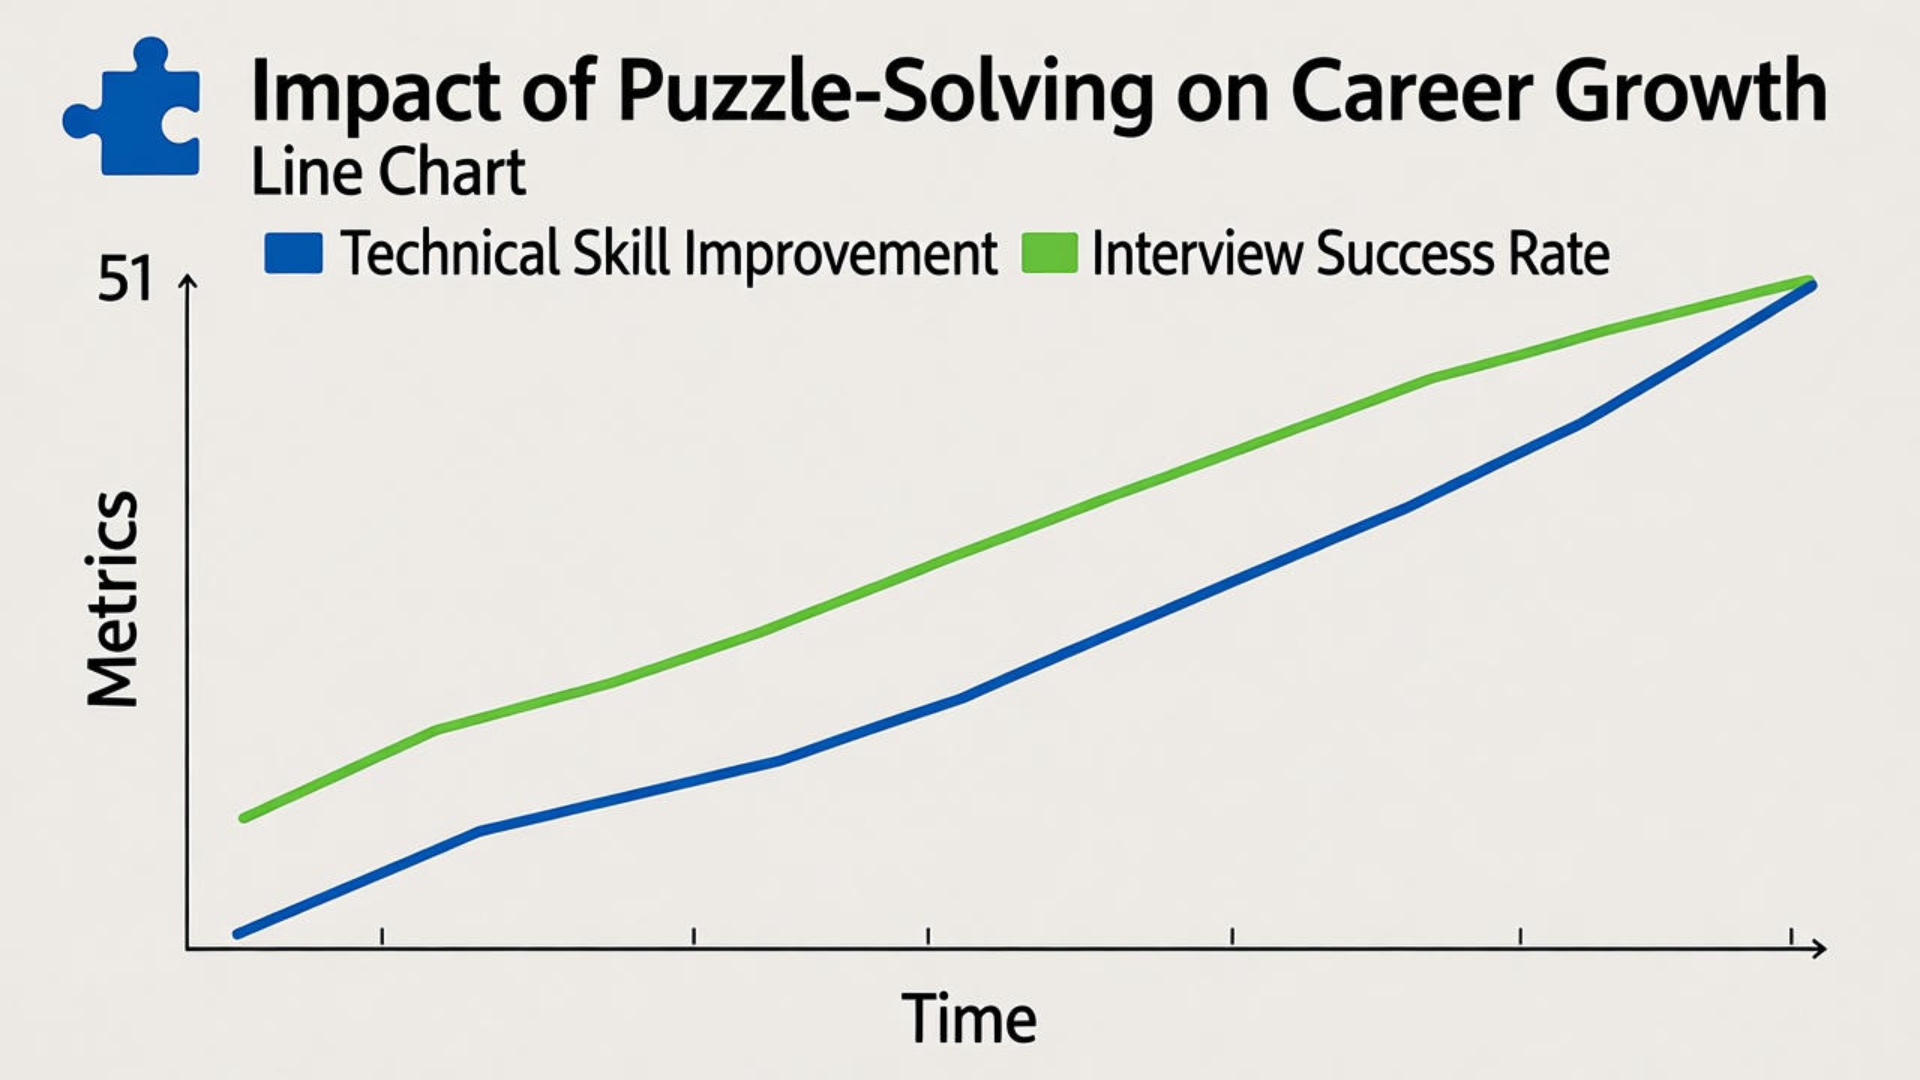 Impact of Puzzle-Solving on Career Growth
Line Chart
Technical Skill Improvement Interview Success Rate
51
Metrics
Time